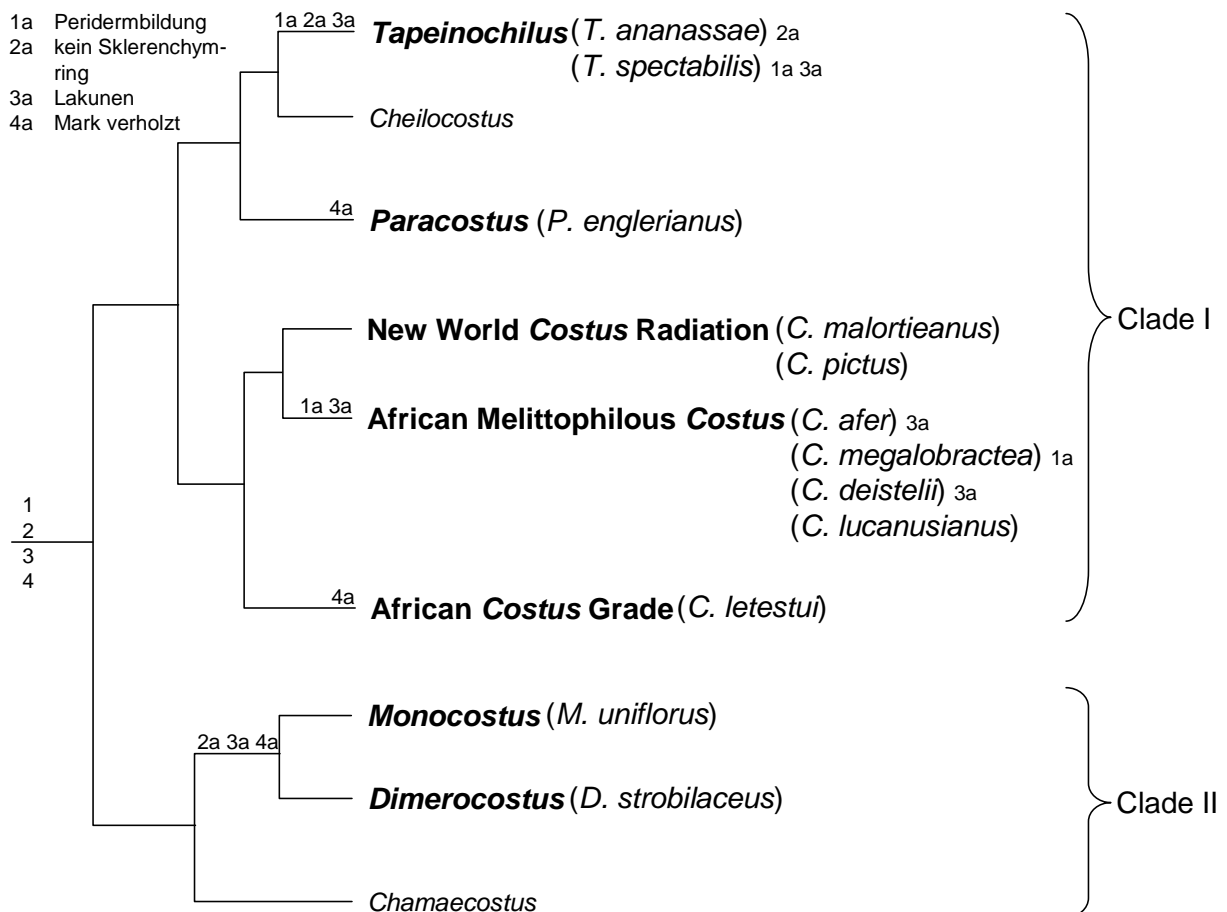 1a Peridermbildung
2a kein Sklerenchym-
ring
3a Lakunen
4a Mark verholzt
1a 2a 3a
Tapeinochilus (T. ananassae) 2a
(T. spectabilis) 1a 3a
Cheilocostus
4a
Paracostus (P. englerianus)
New World Costus Radiation (C. malortieanus)
(C. pictus)
Clade I
1a 3a
African Melittophilous Costus (C. afer) 3a
(C. megalobractea) 1a
(C. deistelii) 3a
(C. lucanusianus)
1
2
3
4
4a
African Costus Grade (C. letestui)
Monocostus (M. uniflorus)
2a 3a 4a
Dimerocostus (D. strobilaceus)
Clade II
Chamaecostus